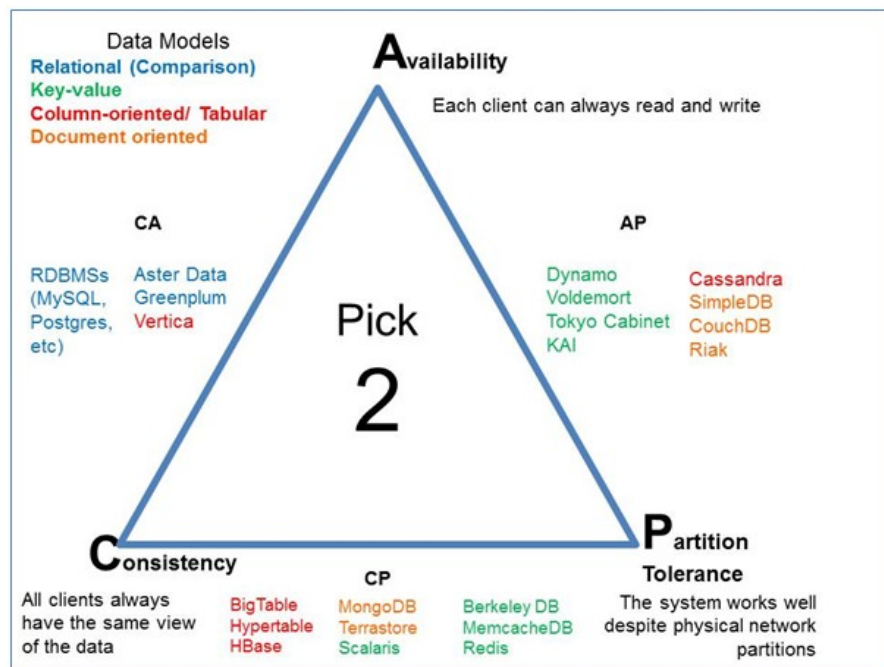 Data Models
Relational (Comparison)
Key-value
Column-oriented/ Tabular
Document oriented
Availability
Each client can always read and write
CA
RDBMSs
(MySQL,
Postgres,
etc)
Aster Data
Greenplum
Vertica
Pick
2
AP
Dynamo
Voldemort
Tokyo Cabinet
KAI
Cassandra
SimpleDB
CouchDB
Riak
Consistency
All clients always
have the same view
of the data
CP
BigTable
Hypertable
HBase
MongoDB
Terrastore
Scalaris
Berkeley DB
MemcacheDB
Redis
Partition
Tolerance
The system works well
despite physical network
partitions